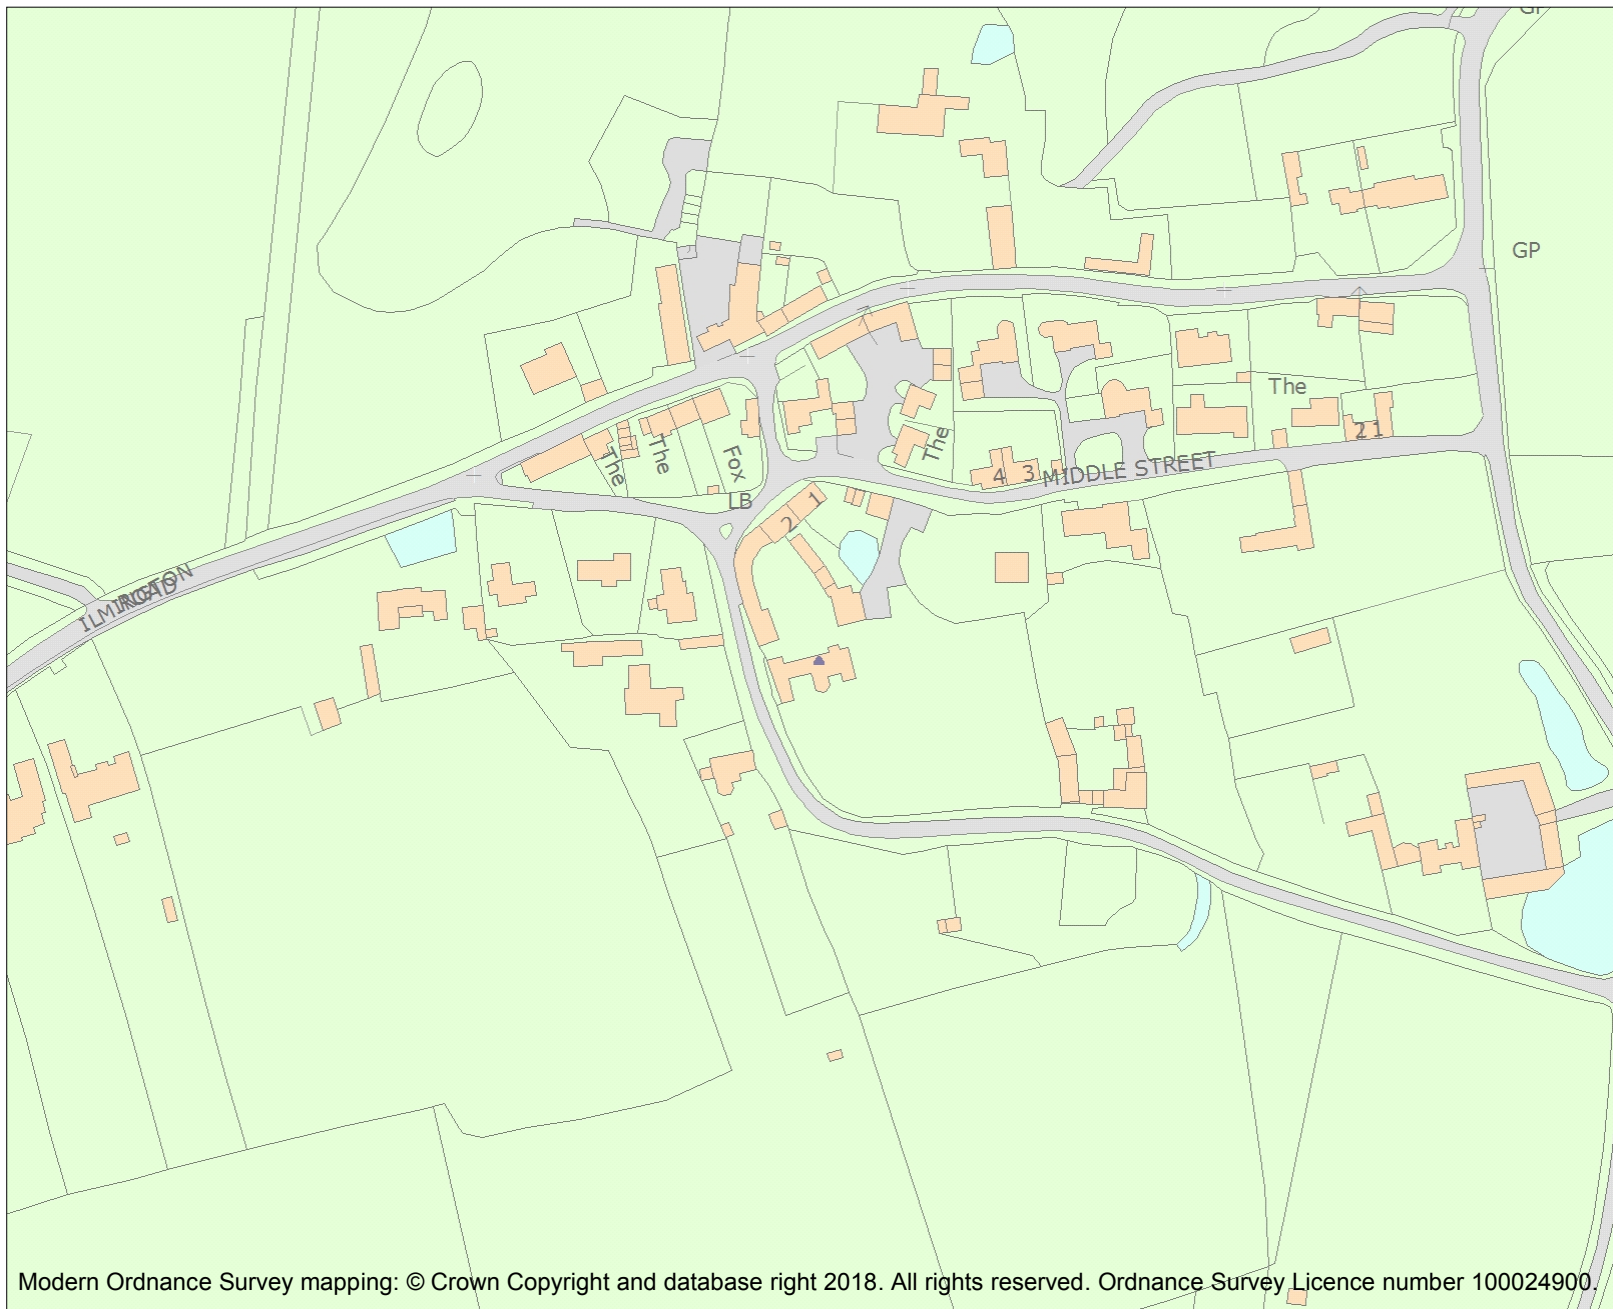 GP
GP
The
2 1
The
The
The
Fox
4 3
MIDDLE STREET
LB
2 1
ILMINGTON
ROAD
Modern Ordnance Survey mapping: © Crown Copyright and database right 2018. All rights reserved. Ordnance Survey Licence number 100024900.